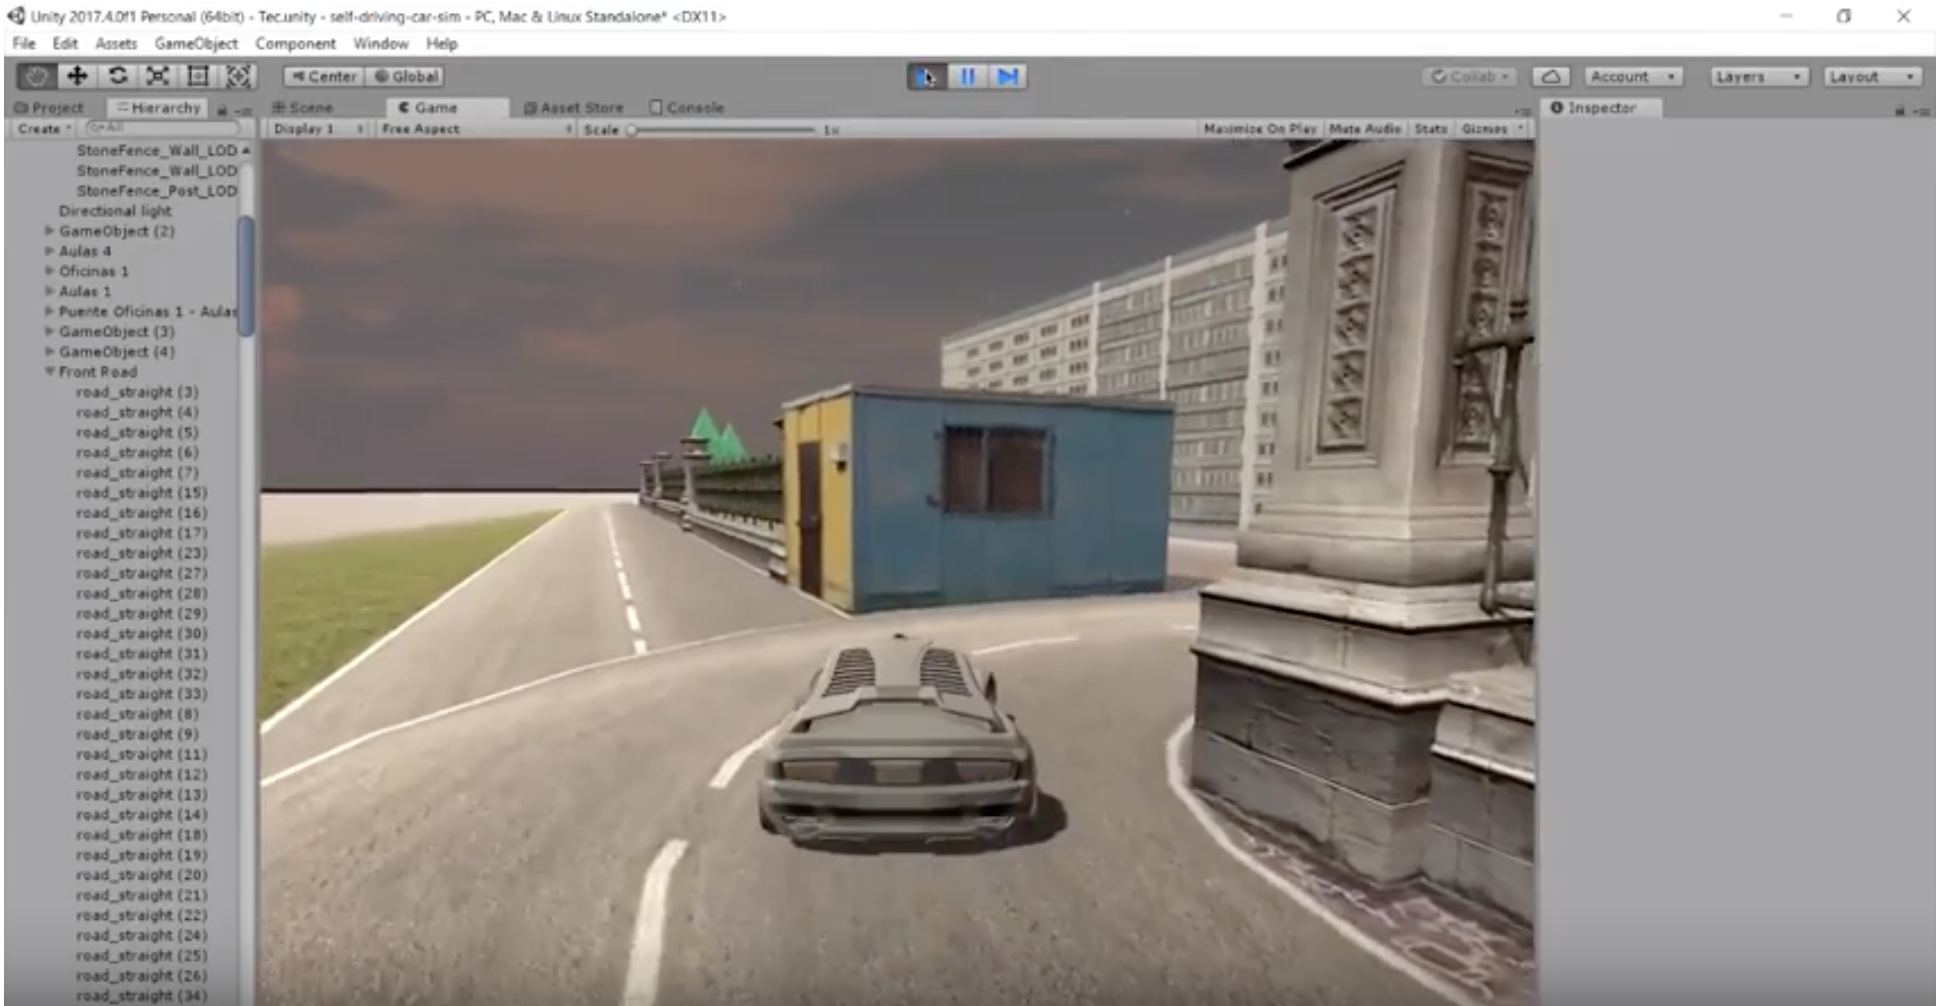 Unity 2017.4.0f1 Personal (64bit) - Tec.unity - self-driving-car-sim - PC, Mac & Linux Standalone* <DX11>
File Edit Assets GameObject Component Window Help
Center Global Collab Account Layers Layout
Project Hierarchy Scene Game Asset Store Console Inspector
Create All Display 1 Free Aspect Scale 1x Maximize On Play Mute Audio Stats Gizmos
StoneFence_Wall_LOD
StoneFence_Wall_LOD
StoneFence_Post_LOD
Directional light
GameObject (2)
Aulas 4
Oficinas 1
Aulas 1
Puente Oficinas 1 - Aulas
GameObject (3)
GameObject (4)
Front Road
road_straight (3)
road_straight (4)
road_straight (5)
road_straight (6)
road_straight (7)
road_straight (15)
road_straight (16)
road_straight (17)
road_straight (23)
road_straight (27)
road_straight (28)
road_straight (29)
road_straight (30)
road_straight (31)
road_straight (32)
road_straight (33)
road_straight (8)
road_straight (9)
road_straight (11)
road_straight (12)
road_straight (13)
road_straight (14)
road_straight (18)
road_straight (19)
road_straight (20)
road_straight (21)
road_straight (22)
road_straight (24)
road_straight (25)
road_straight (26)
road_straight (34)